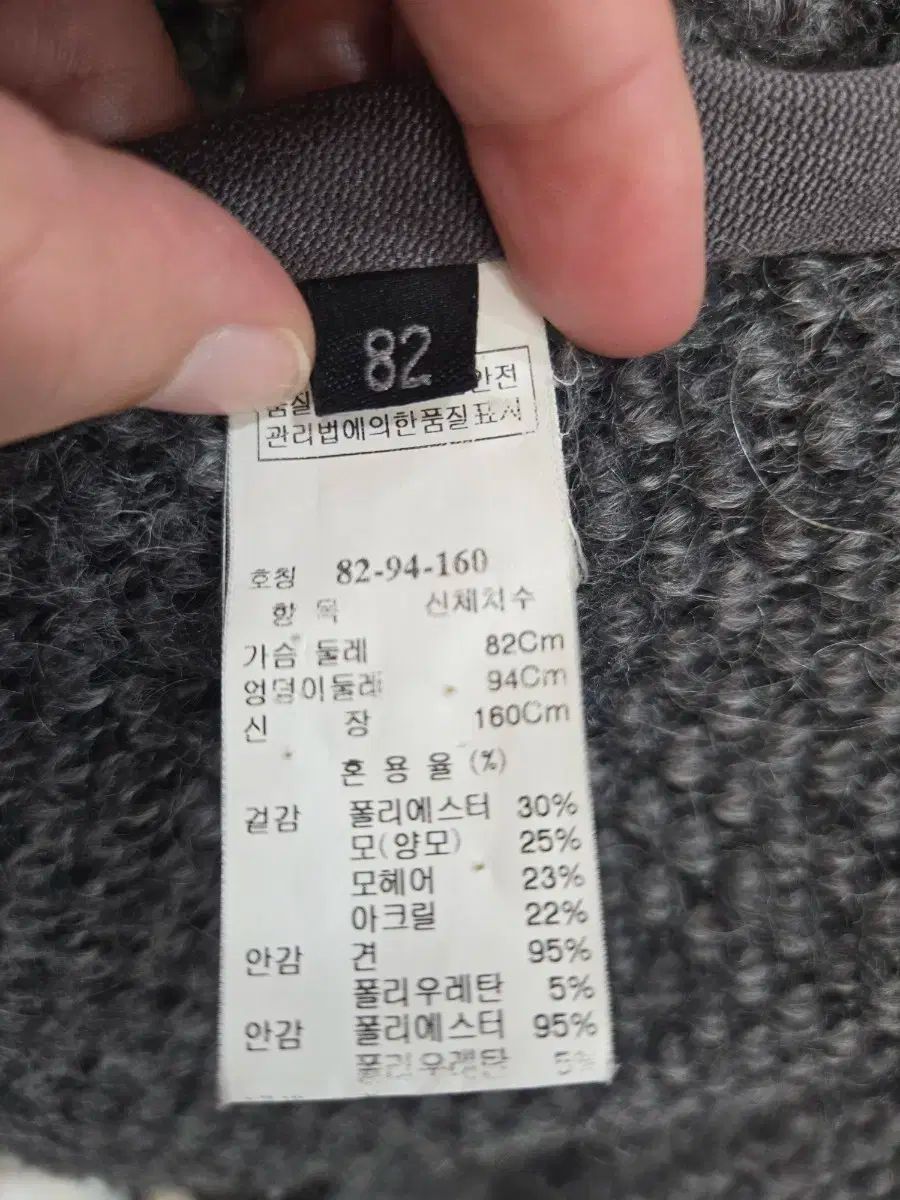 82
품질 안전
관리법에의한품질표시
호칭 82-94-160
항 목 신체치수
가슴 둘레 82Cm
엉덩이둘레 94Cm
신 장 160Cm
혼 용 율 (%)
겉감 폴리에스터 30%
모(양모) 25%
모헤어 23%
아크릴 22%
안감 견 95%
폴리우레탄 5%
안감 폴리에스터 95%
폴리우레탄 5%